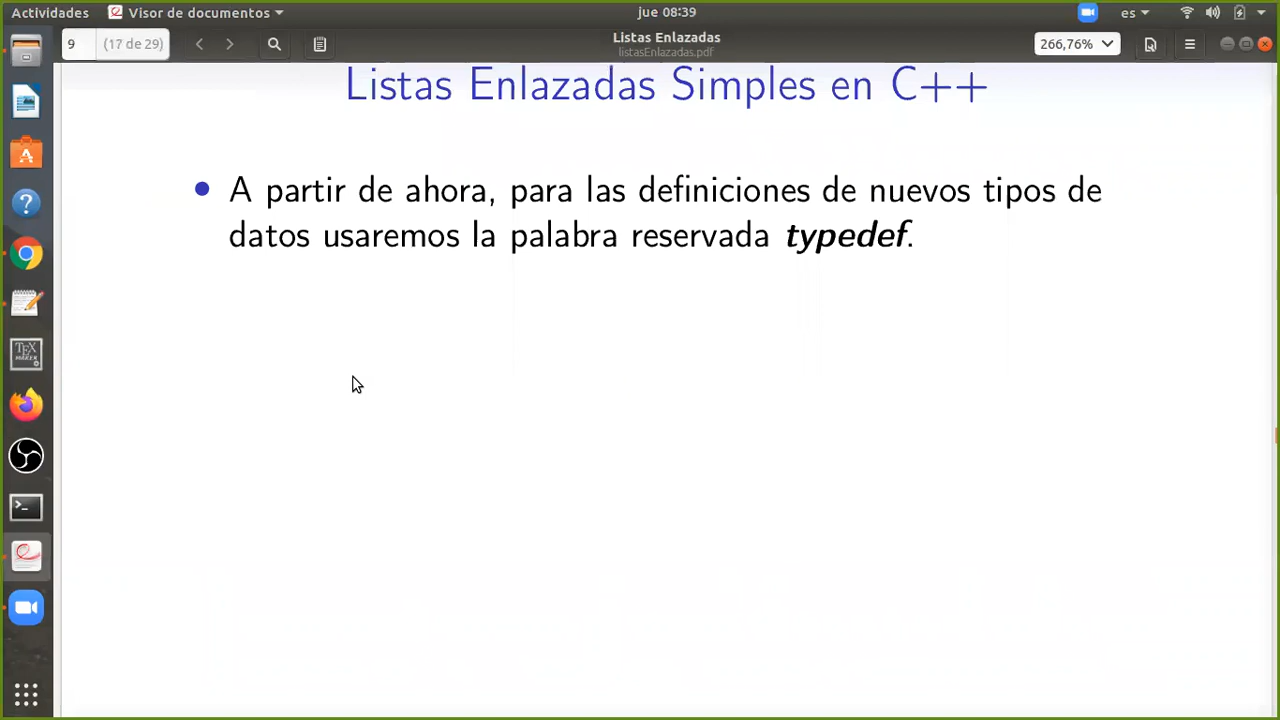 Actividades
Visor de documentos
jue 08:39
es
9
(17 de 29)
Listas Enlazadas
listasEnlazadas.pdf
266,76%
Listas Enlazadas Simples en C++
• A partir de ahora, para las definiciones de nuevos tipos de
datos usaremos la palabra reservada typedef.
TEX
MAKER